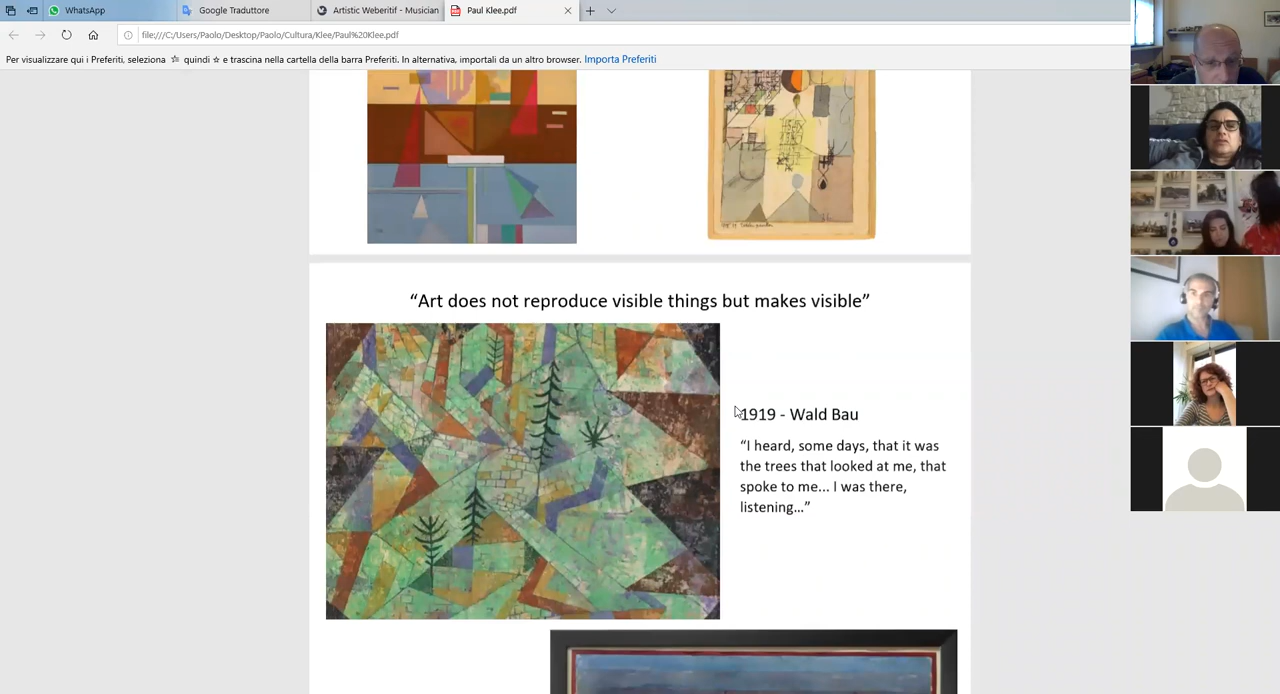 WhatsApp
Google Traduttore
Artistic Weberitif - Musician
Paul Klee.pdf
file:///C:/Users/Paolo/Desktop/Paolo/Cultura/Klee/Paul%20Klee.pdf
Per visualizzare qui i Preferiti, seleziona ☆ quindi ☆ e trascina nella cartella della barra Preferiti. In alternativa, importali da un altro browser. Importa Preferiti
“Art does not reproduce visible things but makes visible”
1919 - Wald Bau
“I heard, some days, that it was
the trees that looked at me, that
spoke to me... I was there,
listening...”